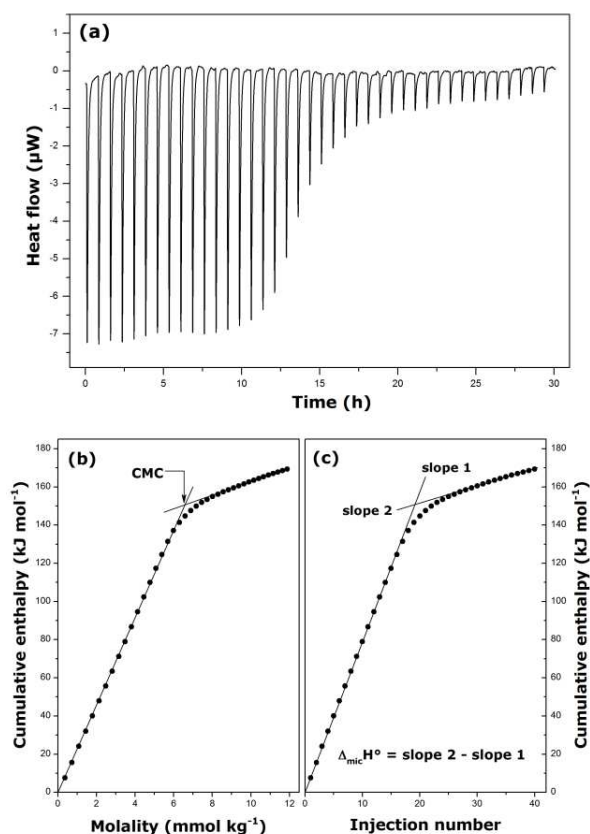 (a)
1
0
-1
-2
-3
-4
-5
-6
-7
Heat flow (µW)
0 5 10 15 20 25 30
Time (h)
(b)
CMC
180
160
140
120
100
80
60
40
20
0
Cumulative enthalpy (kJ mol⁻¹)
0 2 4 6 8 10 12
Molality (mmol kg⁻¹)
(c)
slope 1
slope 2
ΔmicH° = slope 2 - slope 1
180
160
140
120
100
80
60
40
20
0
Cumulative enthalpy (kJ mol⁻¹)
0 10 20 30 40
Injection number